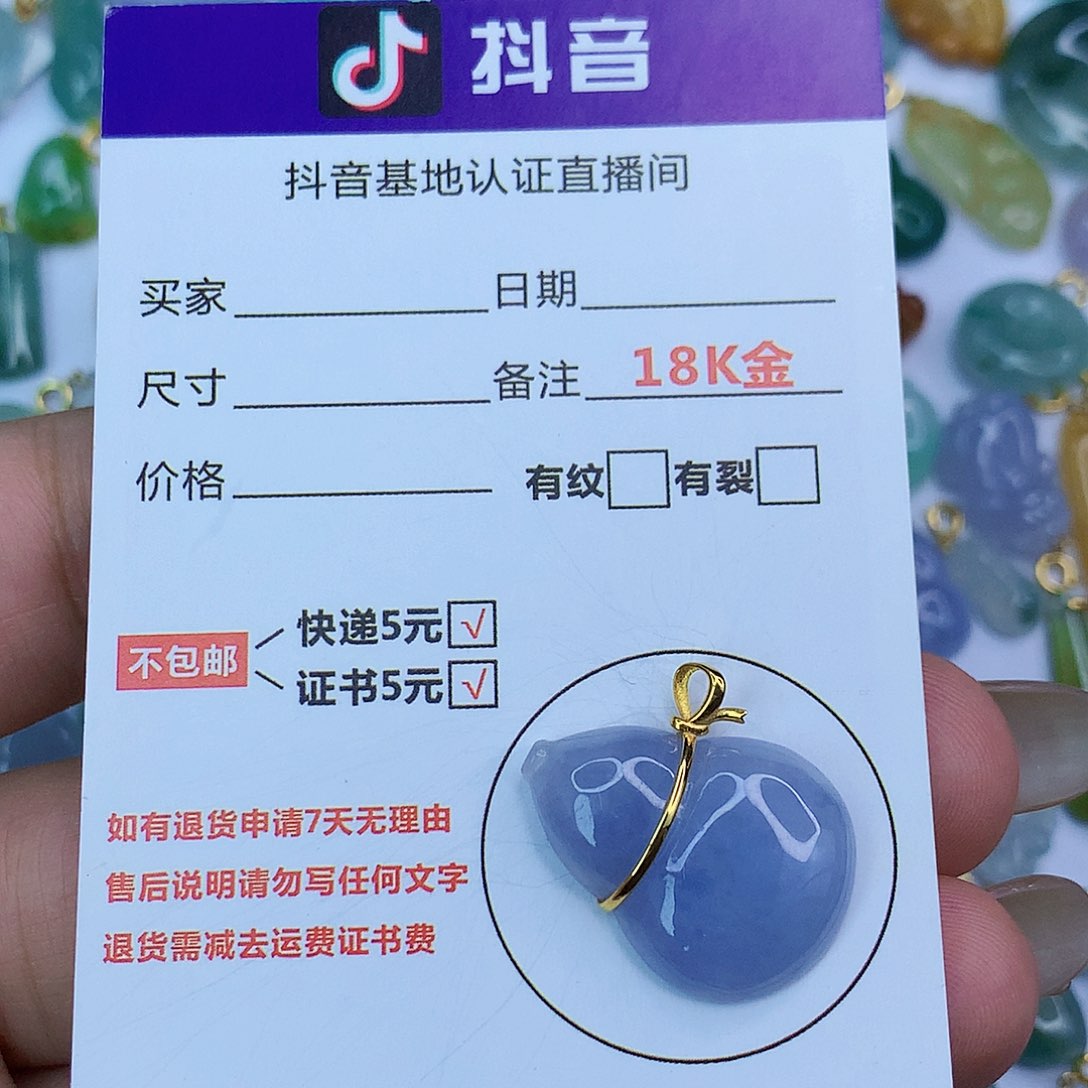 抖音
抖音基地认证直播间
买家 日期
尺寸 备注 18K金
价格 有纹 有裂
快递5元 √
不包邮
证书5元 √
如有退货申请7天无理由
售后说明请勿写任何文字
退货需减去运费证书费